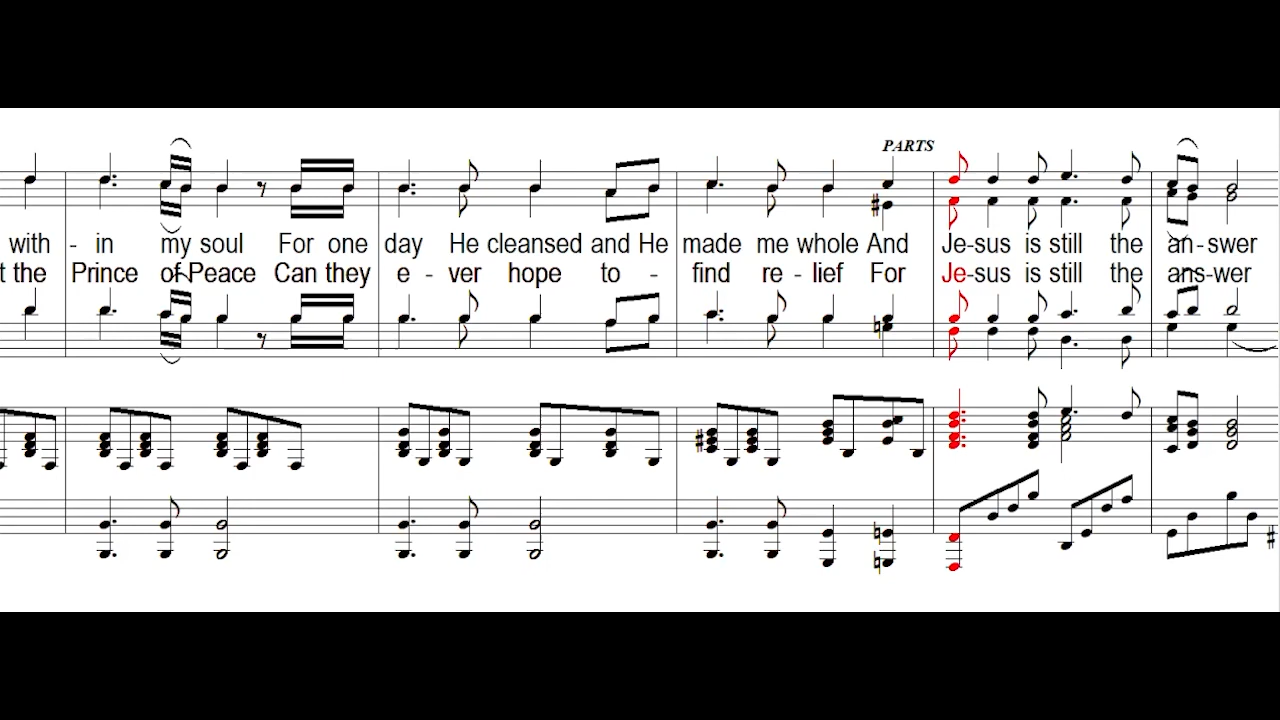 PARTS
with - in my soul For one day He cleansed and He made me whole And Je-sus is still the an-swer
t the Prince of Peace Can they e - ver hope to - find re - lief For Je-sus is still the ans-wer